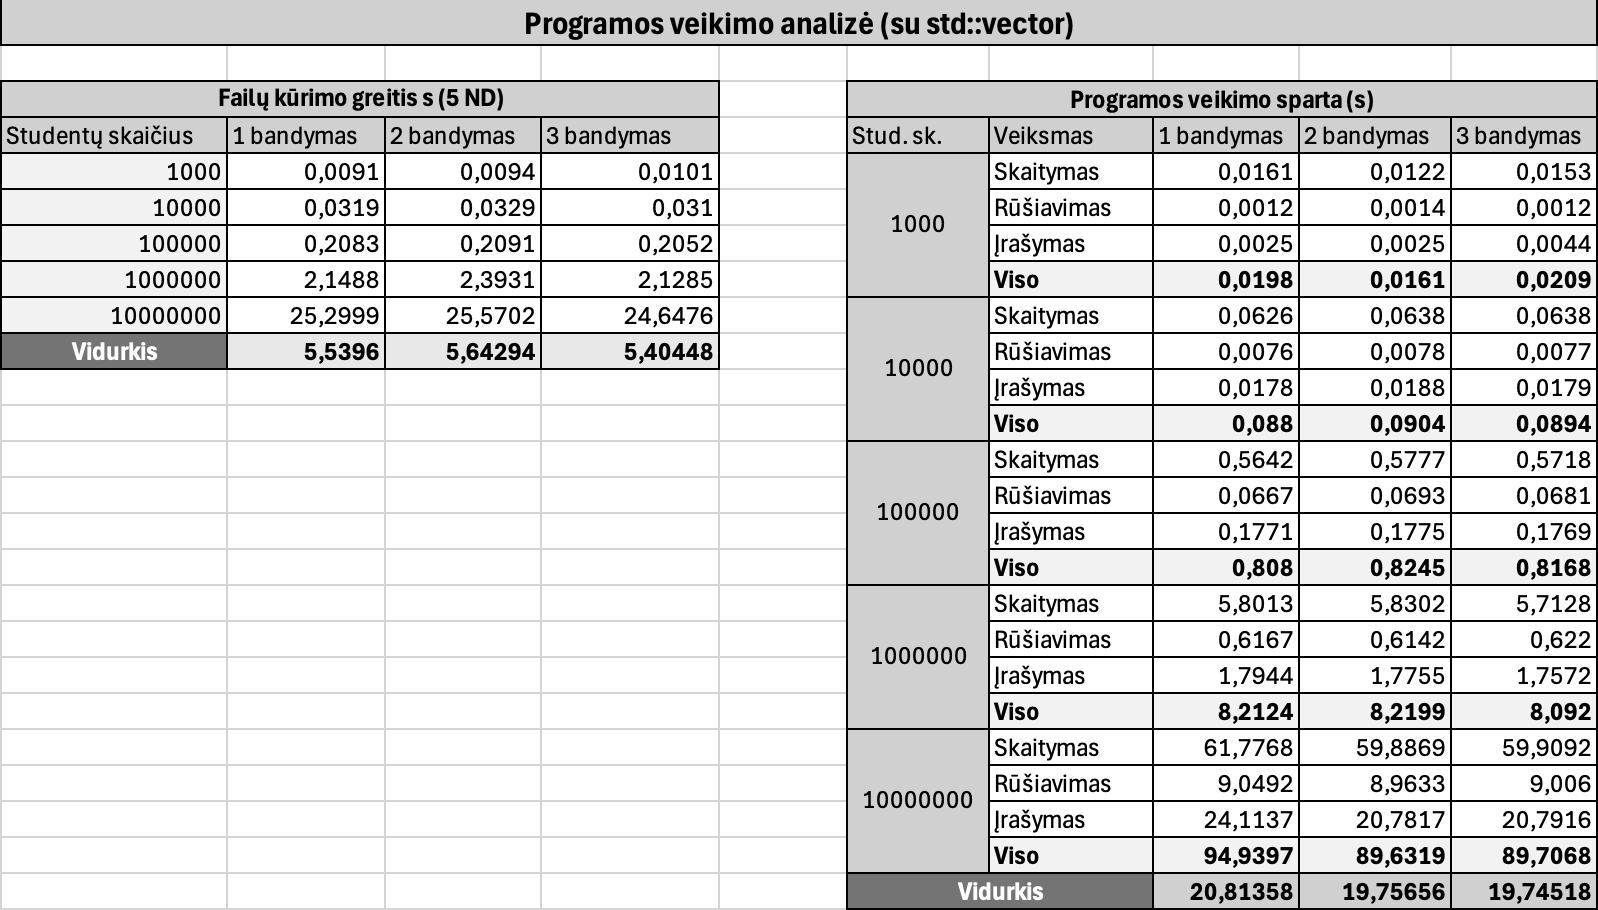 Programos veikimo analizė (su std::vector)
Failų kūrimo greitis s (5 ND)
Studentų skaičius 1 bandymas 2 bandymas 3 bandymas
1000 0,0091 0,0094 0,0101
10000 0,0319 0,0329 0,031
100000 0,2083 0,2091 0,2052
1000000 2,1488 2,3931 2,1285
10000000 25,2999 25,5702 24,6476
Vidurkis 5,5396 5,64294 5,40448
Programos veikimo sparta (s)
Stud. sk. Veiksmas 1 bandymas 2 bandymas 3 bandymas
1000
Skaitymas 0,0161 0,0122 0,0153
Rūšiavimas 0,0012 0,0014 0,0012
Įrašymas 0,0025 0,0025 0,0044
Viso 0,0198 0,0161 0,0209
10000
Skaitymas 0,0626 0,0638 0,0638
Rūšiavimas 0,0076 0,0078 0,0077
Įrašymas 0,0178 0,0188 0,0179
Viso 0,088 0,0904 0,0894
100000
Skaitymas 0,5642 0,5777 0,5718
Rūšiavimas 0,0667 0,0693 0,0681
Įrašymas 0,1771 0,1775 0,1769
Viso 0,808 0,8245 0,8168
1000000
Skaitymas 5,8013 5,8302 5,7128
Rūšiavimas 0,6167 0,6142 0,622
Įrašymas 1,7944 1,7755 1,7572
Viso 8,2124 8,2199 8,092
10000000
Skaitymas 61,7768 59,8869 59,9092
Rūšiavimas 9,0492 8,9633 9,006
Įrašymas 24,1137 20,7817 20,7916
Viso 94,9397 89,6319 89,7068
Vidurkis 20,81358 19,75656 19,74518